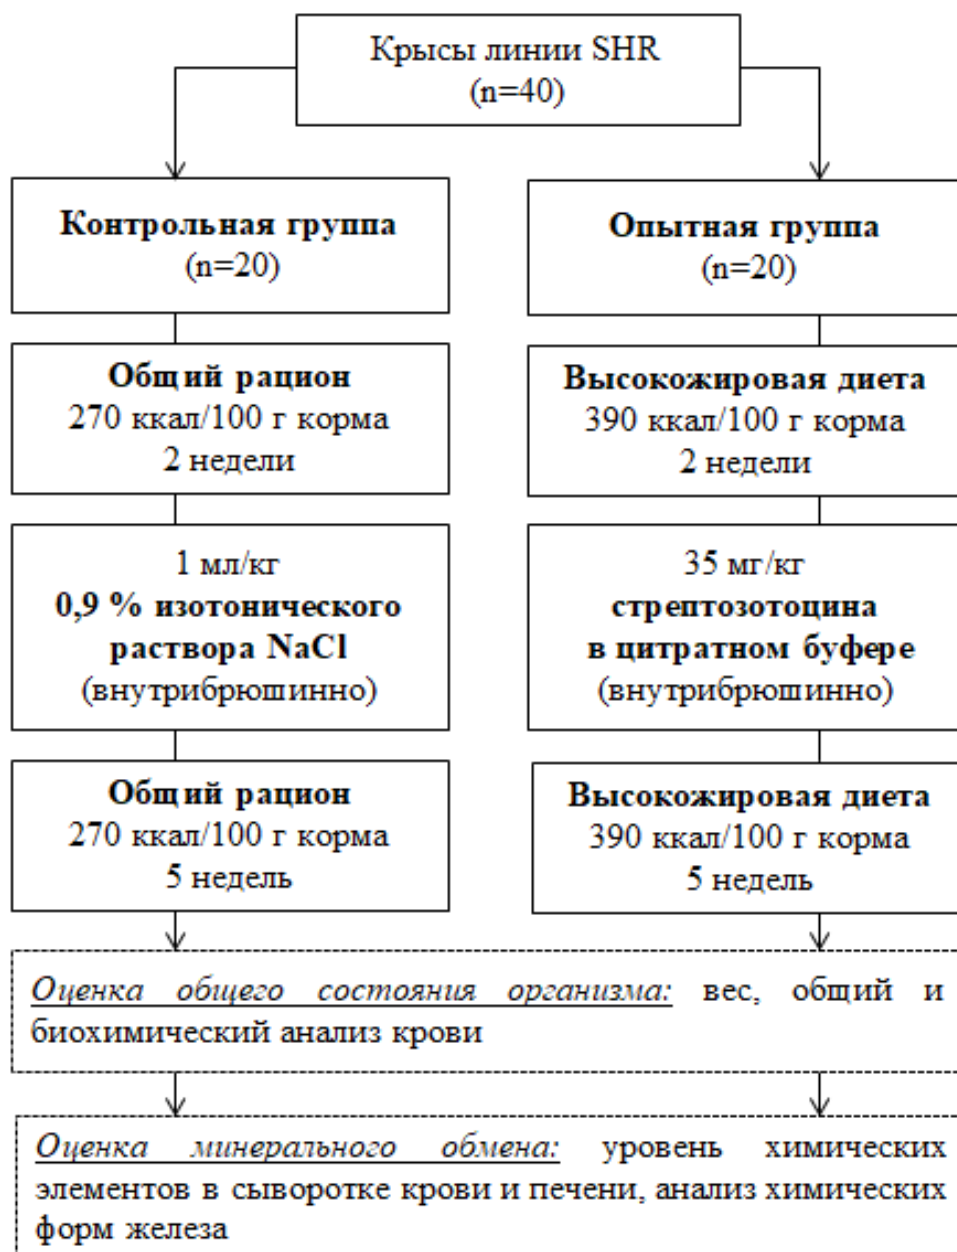 Крысы линии SHR
(n=40)
Контрольная группа
(n=20)
Опытная группа
(n=20)
Общий рацион
270 ккал/100 г корма
2 недели
Высокожировая диета
390 ккал/100 г корма
2 недели
1 мл/кг
0,9 % изотонического
раствора NaCl
(внутрибрюшинно)
35 мг/кг
стрептозотоцина
в цитратном буфере
(внутрибрюшинно)
Общий рацион
270 ккал/100 г корма
5 недель
Высокожировая диета
390 ккал/100 г корма
5 недель
Оценка общего состояния организма: вес, общий и
биохимический анализ крови
Оценка минерального обмена: уровень химических
элементов в сыворотке крови и печени, анализ химических
форм железа